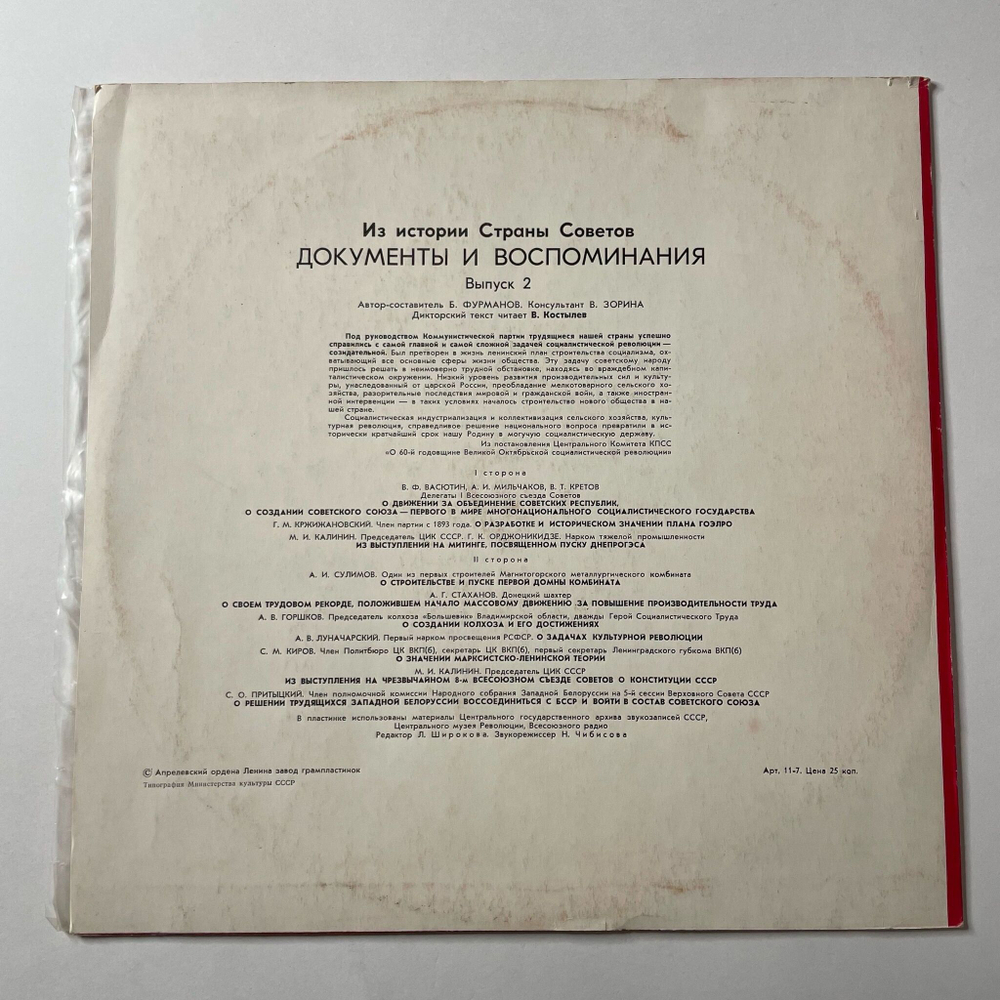 Из истории Страны Советов
ДОКУМЕНТЫ И ВОСПОМИНАНИЯ
Выпуск 2
Автор-составитель Б. ФУРМАНОВ. Консультант В. ЗОРИНА
Дикторский текст читает В. Костылев
Под руководством Коммунистической партии трудящиеся нашей страны успешно
справились с самой главной и самой сложной задачей социалистической революции —
созидательной. Был претворен в жизнь ленинский план строительства социализма, ох-
ватывающий все основные сферы жизни общества. Эту задачу советскому народу
пришлось решать в неимоверно трудной обстановке, находясь во враждебном капи-
талистическом окружении. Низкий уровень развития производительных сил и культу-
ры, унаследованный от царской России, преобладание мелкотоварного сельского хо-
зяйства, разорительные последствия мировой и гражданской войн, а также иностран-
ной интервенции — в таких условиях началось строительство нового общества в на-
шей стране.
Социалистическая индустриализация и коллективизация сельского хозяйства, куль-
турная революция, справедливое решение национального вопроса превратили в ис-
торически кратчайший срок нашу Родину в могучую социалистическую державу.
Из постановления Центрального Комитета КПСС
«О 60-й годовщине Великой Октябрьской социалистической революции»
I сторона
В. Ф. ВАСЮТИН, А. И. МИЛЬЧАКОВ, В. Т. КРЕТОВ
Делегаты I Всесоюзного съезда Советов
О ДВИЖЕНИИ ЗА ОБЪЕДИНЕНИЕ СОВЕТСКИХ РЕСПУБЛИК,
О СОЗДАНИИ СОВЕТСКОГО СОЮЗА — ПЕРВОГО В МИРЕ МНОГОНАЦИОНАЛЬНОГО СОЦИАЛИСТИЧЕСКОГО ГОСУДАРСТВА
Г. М. КРЖИЖАНОВСКИЙ. Член партии с 1893 года. О РАЗРАБОТКЕ И ИСТОРИЧЕСКОМ ЗНАЧЕНИИ ПЛАНА ГОЭЛРО
М. И. КАЛИНИН. Председатель ЦИК СССР. Г. К. ОРДЖОНИКИДЗЕ. Нарком тяжелой промышленности
ИЗ ВЫСТУПЛЕНИЙ НА МИТИНГЕ, ПОСВЯЩЕННОМ ПУСКУ ДНЕПРОГЭСА
II сторона
А. И. СУЛИМОВ. Один из первых строителей Магнитогорского металлургического комбината
О СТРОИТЕЛЬСТВЕ И ПУСКЕ ПЕРВОЙ ДОМНЫ КОМБИНАТА
А. Г. СТАХАНОВ. Донецкий шахтер
О СВОЕМ ТРУДОВОМ РЕКОРДЕ, ПОЛОЖИВШЕМ НАЧАЛО МАССОВОМУ ДВИЖЕНИЮ ЗА ПОВЫШЕНИЕ ПРОИЗВОДИТЕЛЬНОСТИ ТРУДА
А. В. ГОРШКОВ. Председатель колхоза «Большевик» Владимирской области, дважды Герой Социалистического Труда
О СОЗДАНИИ КОЛХОЗА И ЕГО ДОСТИЖЕНИЯХ
А. В. ЛУНАЧАРСКИЙ. Первый нарком просвещения РСФСР. О ЗАДАЧАХ КУЛЬТУРНОЙ РЕВОЛЮЦИИ
С. М. КИРОВ. Член Политбюро ЦК ВКП(б), секретарь ЦК ВКП(б), первый секретарь Ленинградского губкома ВКП(б)
О ЗНАЧЕНИИ МАРКСИСТСКО-ЛЕНИНСКОЙ ТЕОРИИ
М. И. КАЛИНИН. Председатель ЦИК СССР
ИЗ ВЫСТУПЛЕНИЯ НА ЧРЕЗВЫЧАЙНОМ 8-м ВСЕСОЮЗНОМ СЪЕЗДЕ СОВЕТОВ О КОНСТИТУЦИИ СССР
С. О. ПРИТЫЦКИЙ. Член полномочной комиссии Народного собрания Западной Белоруссии на 5-й сессии Верховного Совета СССР
О РЕШЕНИИ ТРУДЯЩИХСЯ ЗАПАДНОЙ БЕЛОРУССИИ ВОССОЕДИНИТЬСЯ С БССР И ВОЙТИ В СОСТАВ СОВЕТСКОГО СОЮЗА
В пластинке использованы материалы Центрального государственного архива звукозаписей СССР,
Центрального музея Революции, Всесоюзного радио
Редактор Л. Широкова. Звукорежиссер Н. Чибисова
© Апрелевский ордена Ленина завод грампластинок
Типография Министерства культуры СССР
Арт. 11-7. Цена 25 коп.